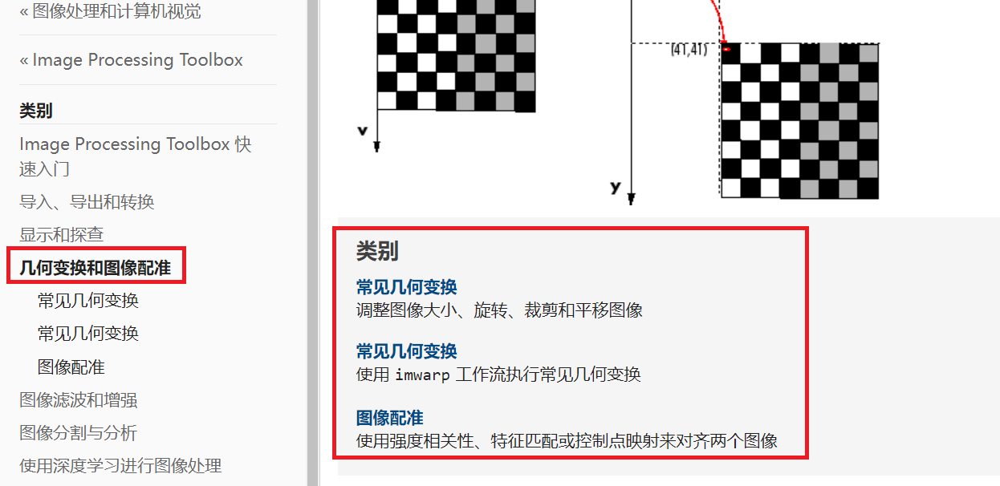 « 图像处理和计算机视觉
« Image Processing Toolbox
类别
Image Processing Toolbox 快
速入门
导入、导出和转换
显示和探查
几何变换和图像配准
常见几何变换
常见几何变换
图像配准
图像滤波和增强
图像分割与分析
使用深度学习进行图像处理
v
(41,41)
y
类别
常见几何变换
调整图像大小、旋转、裁剪和平移图像
常见几何变换
使用 imwarp 工作流执行常见几何变换
图像配准
使用强度相关性、特征匹配或控制点映射来对齐两个图像